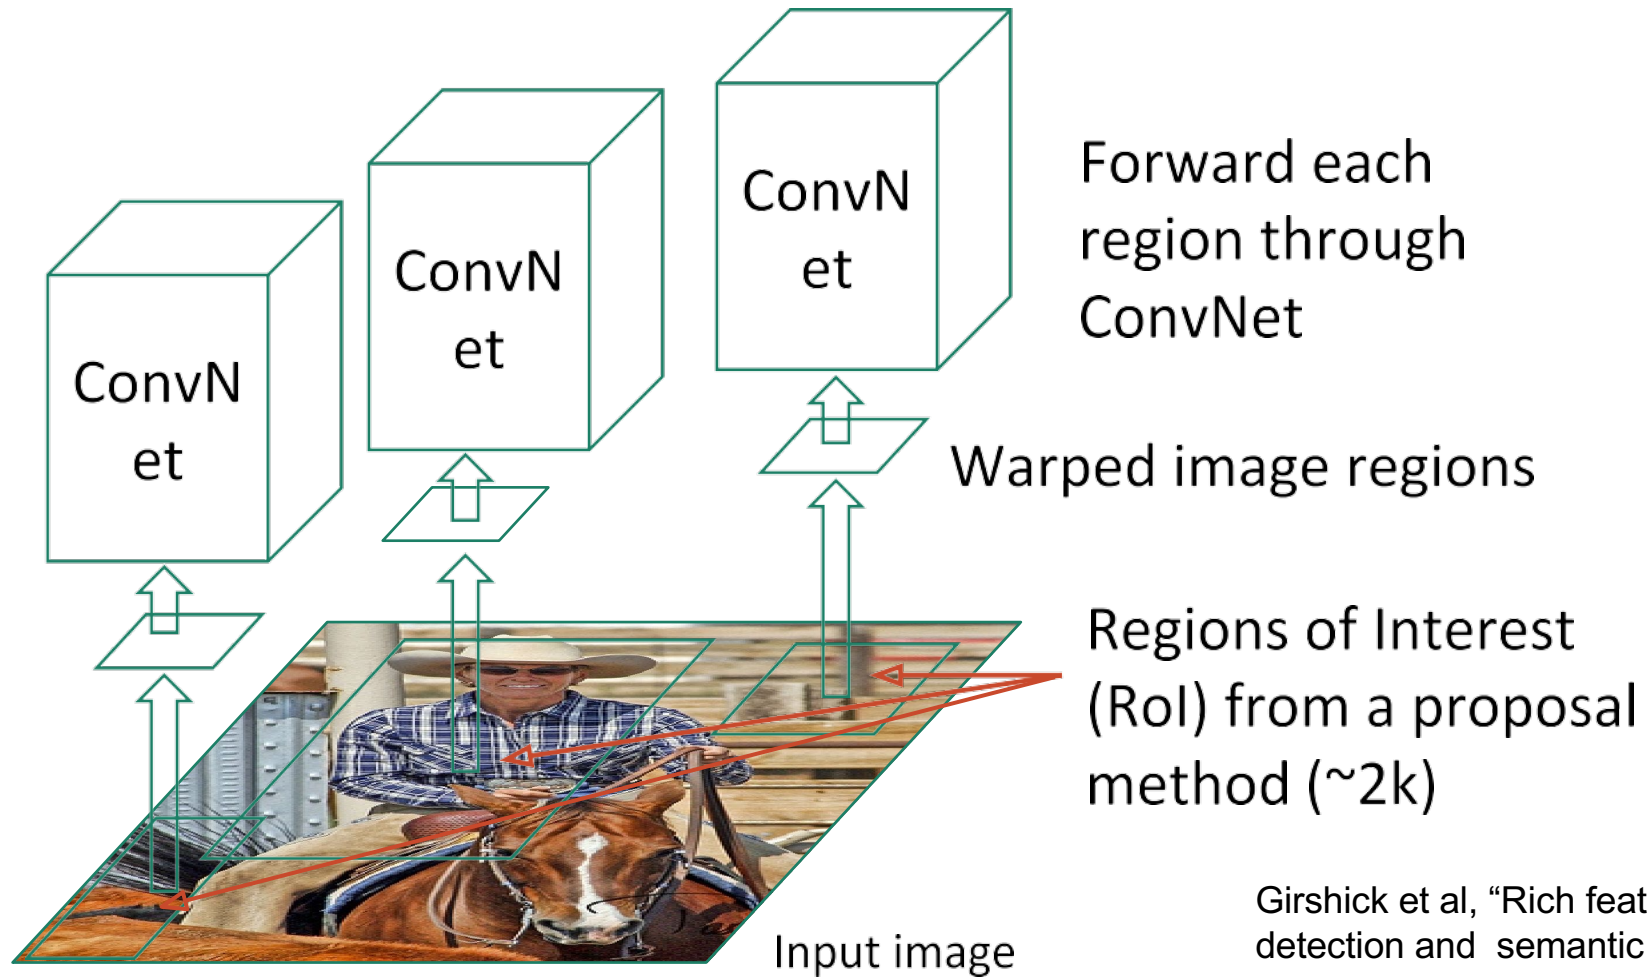 ConvN
et
ConvN
et
ConvN
et
Forward each
region through
ConvNet
Warped image regions
Regions of Interest
(RoI) from a proposal
method (~2k)
Input image
Girshick et al, “Rich feat
detection and  semantic